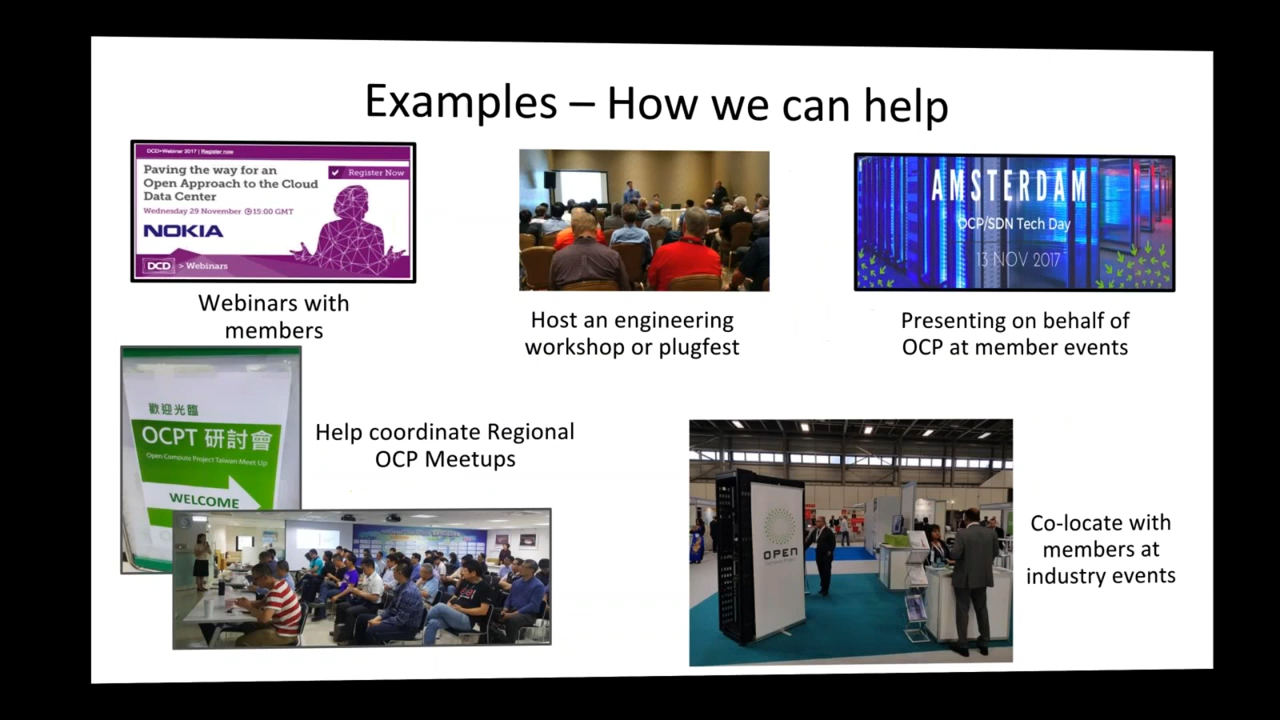 Examples – How we can help
DCD>Webinar 2017 | Register now
Paving the way for an
Open Approach to the Cloud
Data Center
Register Now
Wednesday 29 November 15:00 GMT
NOKIA
DCD > Webinars
Webinars with
members
Host an engineering
workshop or plugfest
AMSTERDAM
OCP/SDN Tech Day
13 NOV 2017
Presenting on behalf of
OCP at member events
歡迎光臨
OCPT 研討會
Open Compute Project Taiwan Meet Up
WELCOME
Help coordinate Regional
OCP Meetups
OPEN
Compute Project
Co-locate with
members at
industry events